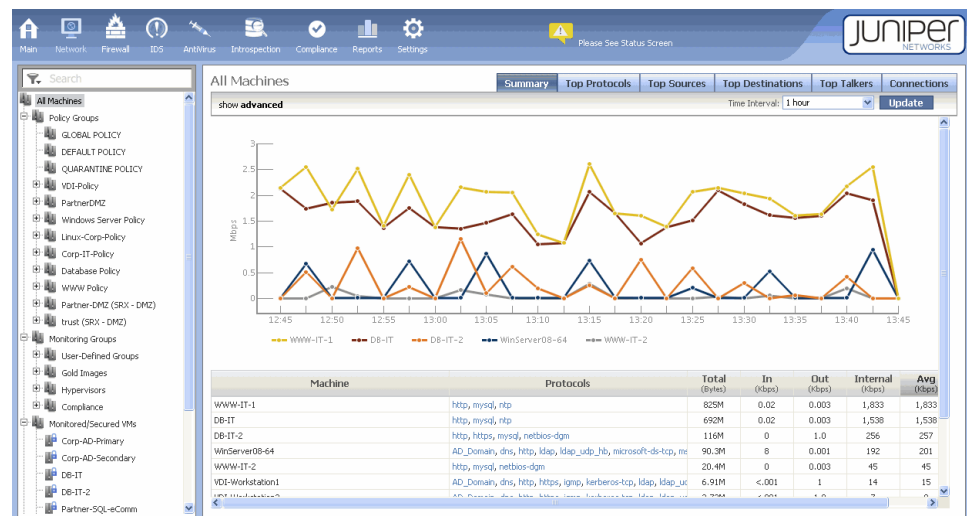 Main Network Firewall IDS AntiVirus Introspection Compliance Reports Settings
Please See Status Screen
JUNIPER
NETWORKS
Search
All Machines
Policy Groups
GLOBAL POLICY
DEFAULT POLICY
QUARANTINE POLICY
VDI-Policy
PartnerDMZ
Windows Server Policy
Linux-Corp-Policy
Corp-IT-Policy
Database Policy
WWW Policy
Partner-DMZ (SRX - DMZ)
trust (SRX - DMZ)
Monitoring Groups
User-Defined Groups
Gold Images
Hypervisors
Compliance
Monitored/Secured VMs
Corp-AD-Primary
Corp-AD-Secondary
DB-IT
DB-IT-2
Partner-SQL-eComm
All Machines
Summary Top Protocols Top Sources Top Destinations Top Talkers Connections
show advanced
Time Interval: 1 hour Update
3
2.5
2
1.5
1
0.5
0
Mbps
12:45 12:50 12:55 13:00 13:05 13:10 13:15 13:20 13:25 13:30 13:35 13:40 13:45
WWW-IT-1 DB-IT DB-IT-2 WinServer08-64 WWW-IT-2
Machine Protocols Total (Bytes) In (Kbps) Out (Kbps) Internal (Kbps) Avg (Kbps)
WWW-IT-1 http, mysql, ntp 825M 0.02 0.003 1,833 1,833
DB-IT http, mysql, ntp 692M 0.02 0.003 1,538 1,538
DB-IT-2 http, https, mysql, netbios-dgm 116M 0 1.0 256 257
WinServer08-64 AD_Domain, dns, http, ldap, ldap_udp_hb, microsoft-ds-tcp, ms 90.3M 8 0.001 192 201
WWW-IT-2 http, mysql, netbios-dgm 20.4M 0 0.003 45 45
VDI-Workstation1 AD_Domain, dns, http, https, igmp, kerberos-tcp, ldap, ldap_uc 6.91M <.001 1 14 15